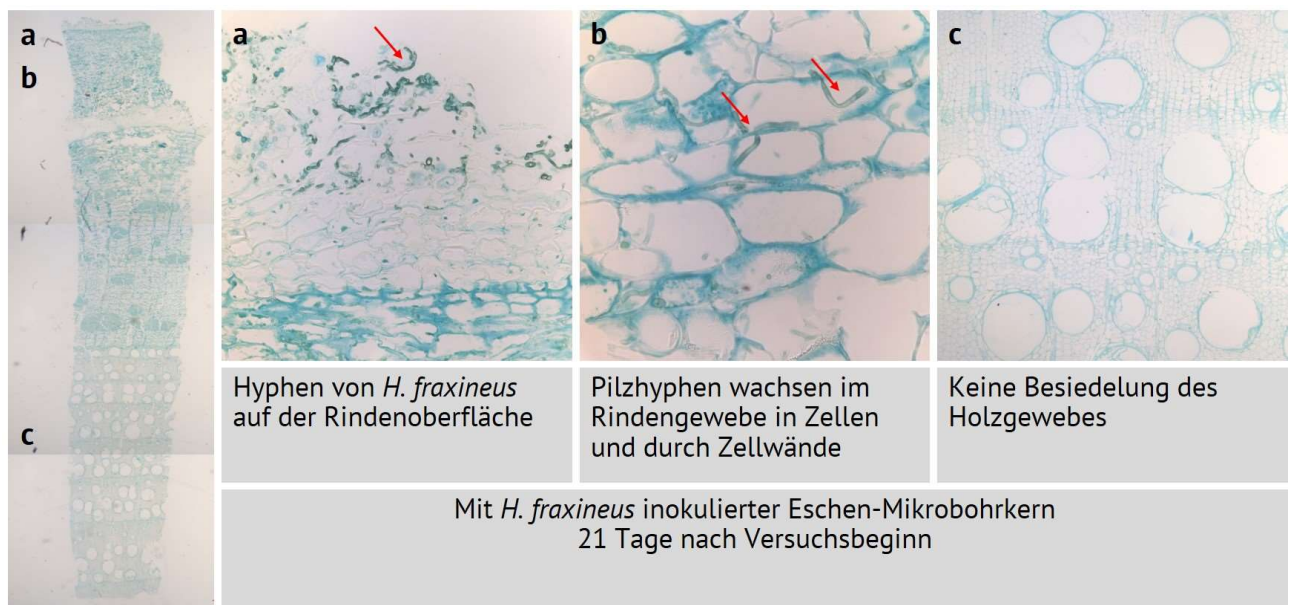 a
b
c
a
b
c
Hyphen von H. fraxineus
auf der Rindenoberfläche
Pilzhyphen wachsen im
Rindengewebe in Zellen
und durch Zellwände
Keine Besiedelung des
Holzgewebes
Mit H. fraxineus inokulierter Eschen-Mikrobohrkern
21 Tage nach Versuchsbeginn